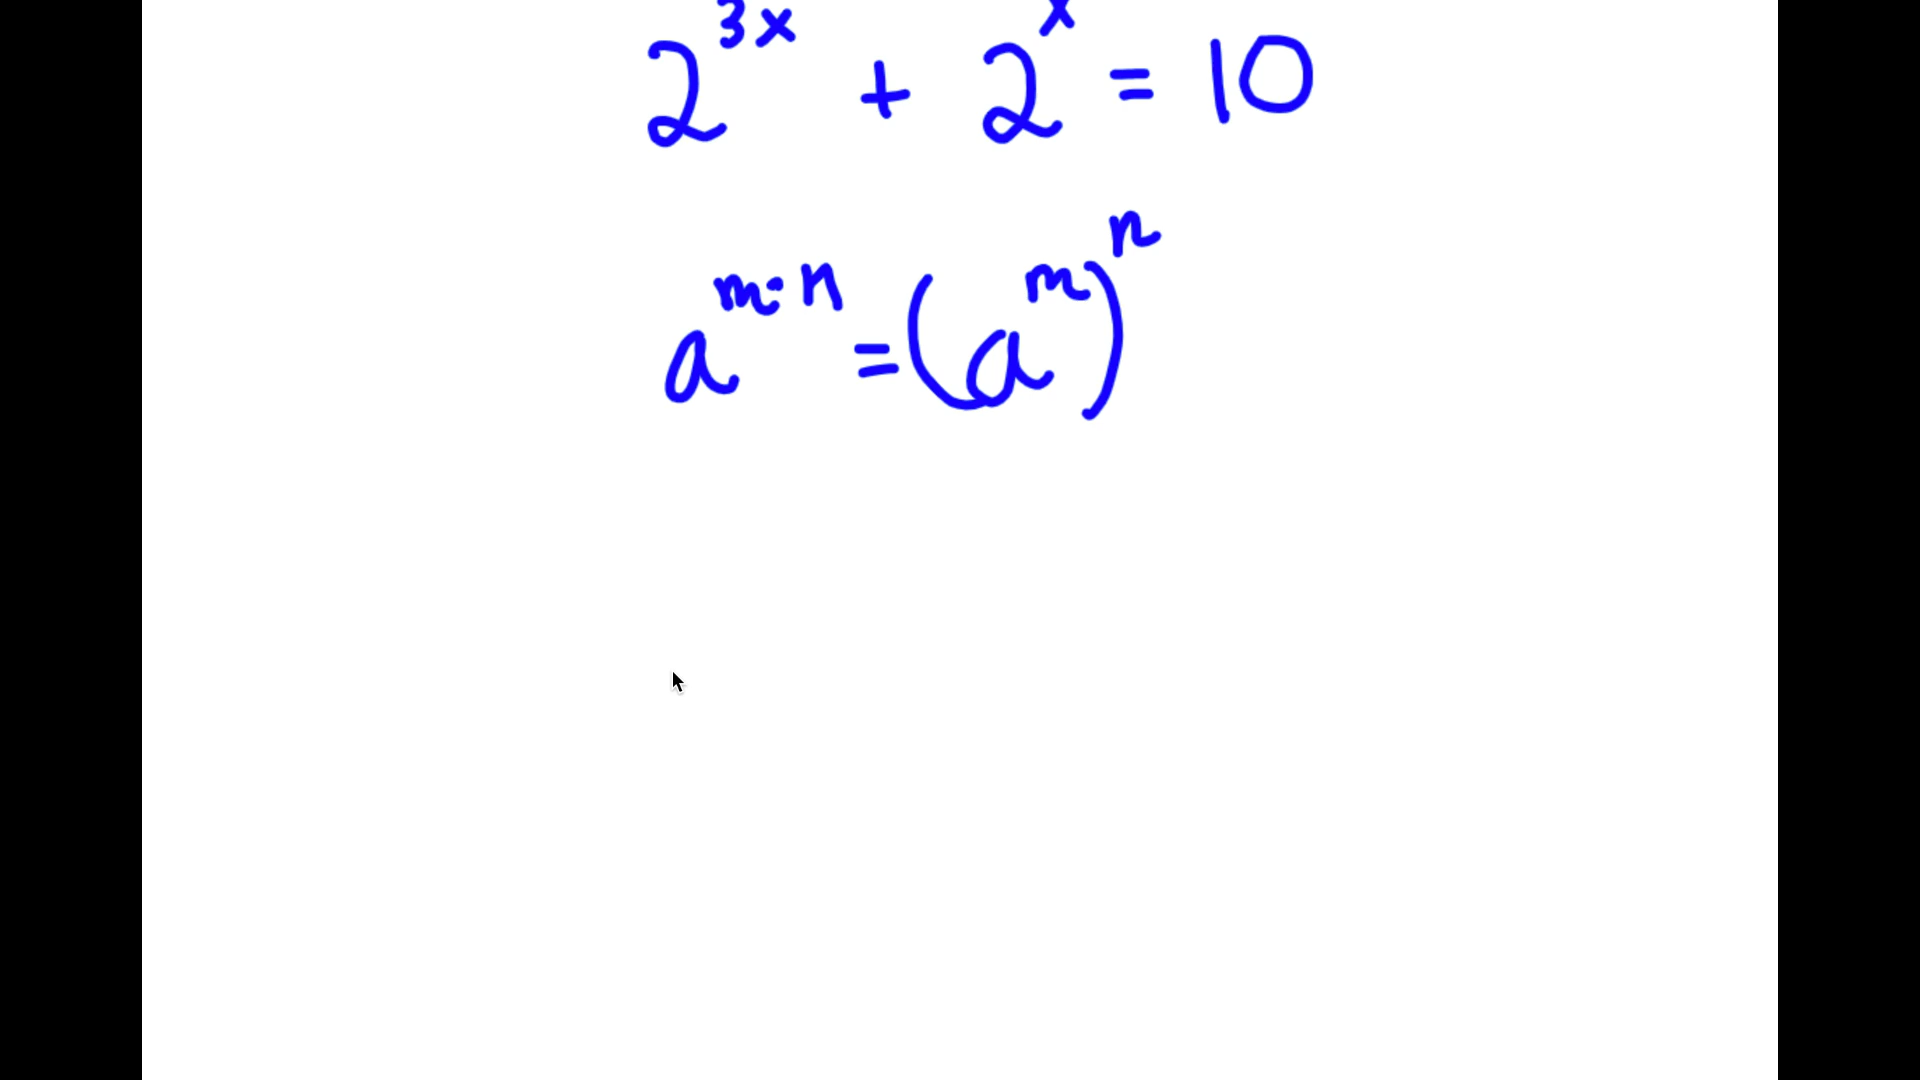 2^{3x} + 2^x = 10
a^{m·n} = (a^m)^n